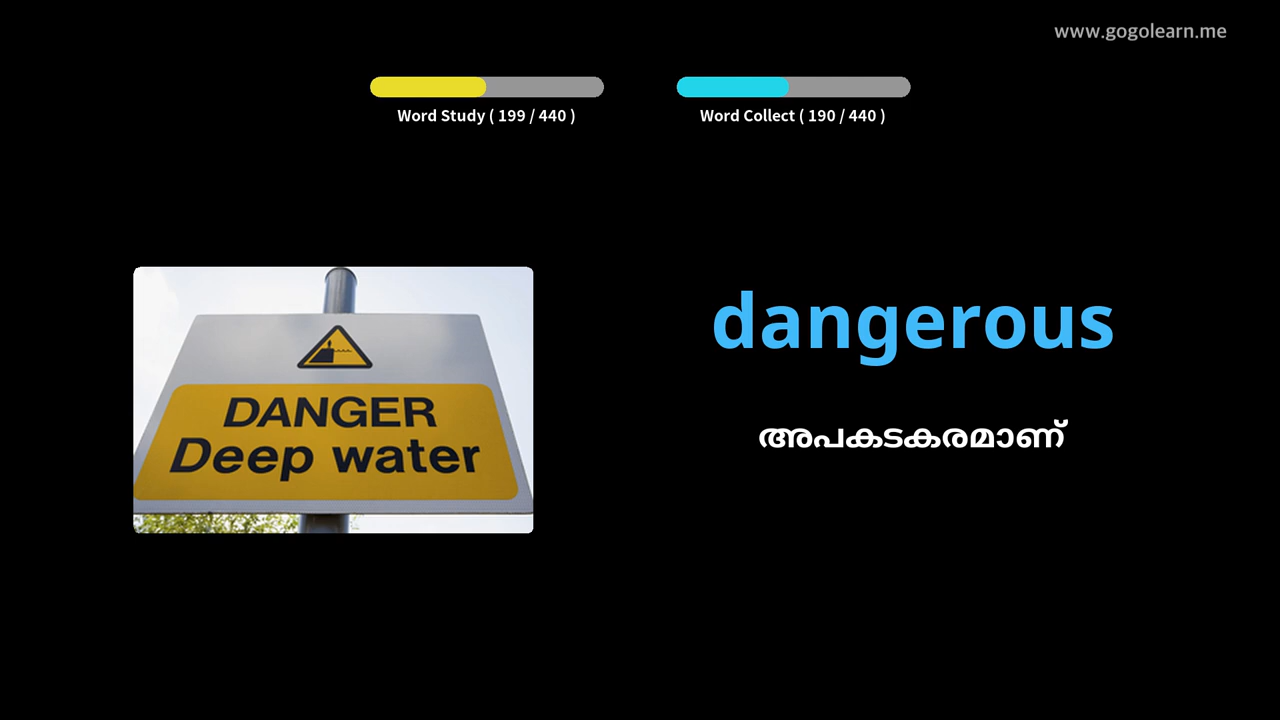 www.gogolearn.me
Word Study ( 199 / 440 )
Word Collect ( 190 / 440 )
DANGER
Deep water
dangerous
അപകടകരമാണ്